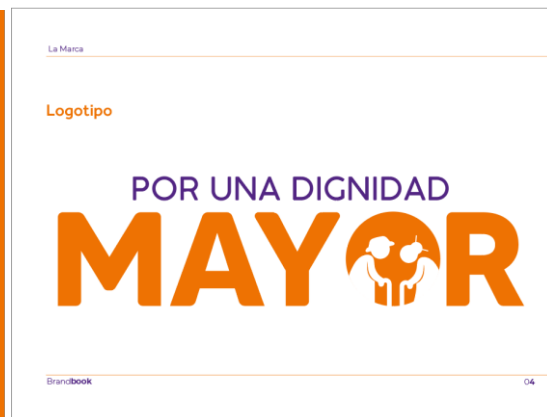 La Marca
Logotipo
POR UNA DIGNIDAD
MAYOR
Brandbook
04